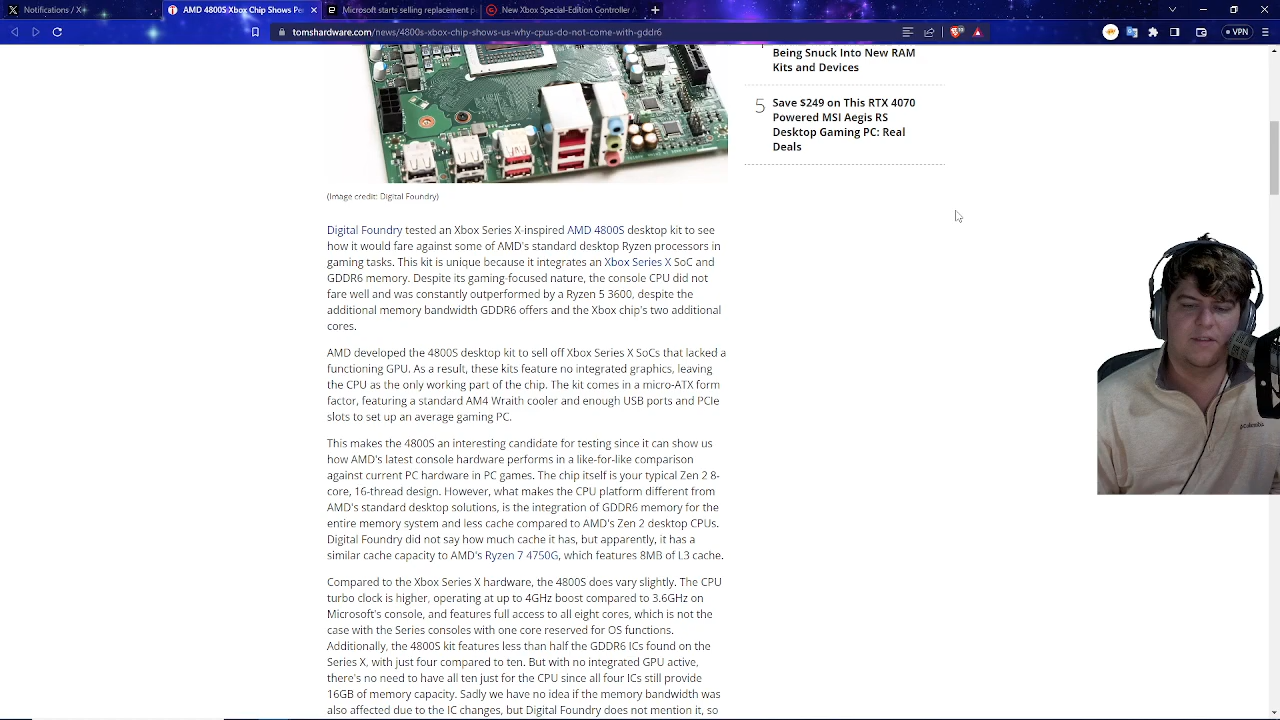 Notifications / X
AMD 4800S Xbox Chip Shows Per
Microsoft starts selling replacement p
New Xbox Special-Edition Controller
tomshardware.com/news/4800s-xbox-chip-shows-us-why-cpus-do-not-come-with-gddr6
VPN
Being Snuck Into New RAM
Kits and Devices
5
Save $249 on This RTX 4070
Powered MSI Aegis RS
Desktop Gaming PC: Real
Deals
(Image credit: Digital Foundry)
Digital Foundry tested an Xbox Series X-inspired AMD 4800S desktop kit to see
how it would fare against some of AMD's standard desktop Ryzen processors in
gaming tasks. This kit is unique because it integrates an Xbox Series X SoC and
GDDR6 memory. Despite its gaming-focused nature, the console CPU did not
fare well and was constantly outperformed by a Ryzen 5 3600, despite the
additional memory bandwidth GDDR6 offers and the Xbox chip's two additional
cores.
AMD developed the 4800S desktop kit to sell off Xbox Series X SoCs that lacked a
functioning GPU. As a result, these kits feature no integrated graphics, leaving
the CPU as the only working part of the chip. The kit comes in a micro-ATX form
factor, featuring a standard AM4 Wraith cooler and enough USB ports and PCIe
slots to set up an average gaming PC.
This makes the 4800S an interesting candidate for testing since it can show us
how AMD's latest console hardware performs in a like-for-like comparison
against current PC hardware in PC games. The chip itself is your typical Zen 2 8-
core, 16-thread design. However, what makes the CPU platform different from
AMD's standard desktop solutions, is the integration of GDDR6 memory for the
entire memory system and less cache compared to AMD's Zen 2 desktop CPUs.
Digital Foundry did not say how much cache it has, but apparently, it has a
similar cache capacity to AMD's Ryzen 7 4750G, which features 8MB of L3 cache.
Compared to the Xbox Series X hardware, the 4800S does vary slightly. The CPU
turbo clock is higher, operating at up to 4GHz boost compared to 3.6GHz on
Microsoft's console, and features full access to all eight cores, which is not the
case with the Series consoles with one core reserved for OS functions.
Additionally, the 4800S kit features less than half the GDDR6 ICs found on the
Series X, with just four compared to ten. But with no integrated GPU active,
there's no need to have all ten just for the CPU since all four ICs still provide
16GB of memory capacity. Sadly we have no idea if the memory bandwidth was
also affected due to the IC changes, but Digital Foundry does not mention it, so